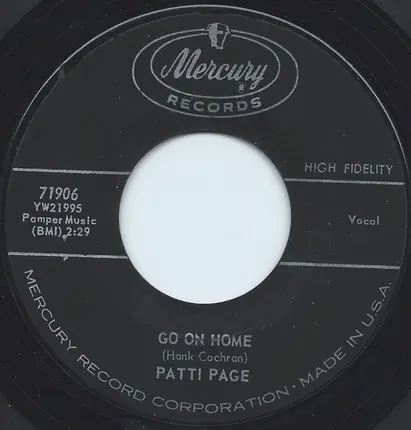 Mercury
R
RECORDS
HIGH FIDELITY
71906
YW21995
Pamper Music
(BMI) 2:29
Vocal
GO ON HOME
(Hank Cochran)
PATTI PAGE
MERCURY RECORD CORPORATION · MADE IN U.S.A.